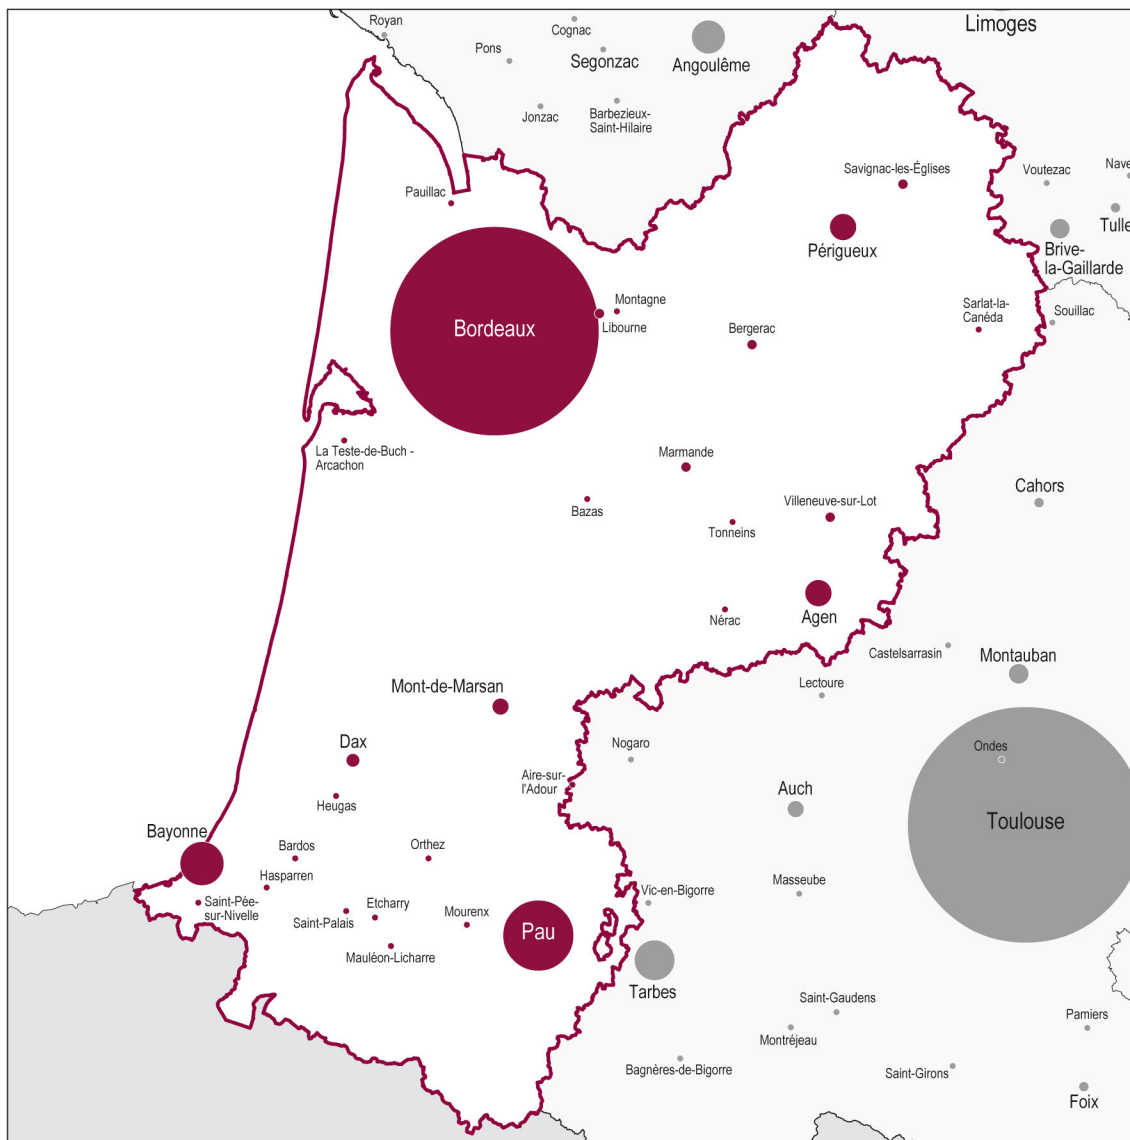 Royan
Cognac
Limoges
Pons
Segonzac
Angoulême
Jonzac
Barbezieux-
Saint-Hilaire
Savignac-les-Églises
Voutezac
Nave
Pauillac
Tulle
Périgueux
Brive-
la-Gaillarde
Montagne
Sarlat-la-
Canéda
Souillac
Bordeaux
Libourne
Bergerac
La Teste-de-Buch -
Arcachon
Marmande
Cahors
Bazas
Villeneuve-sur-Lot
Tonneins
Nérac
Agen
Castelsarrasin
Montauban
Lectoure
Mont-de-Marsan
Dax
Nogaro
Ondes
Aire-sur-
l'Adour
Heugas
Auch
Toulouse
Bayonne
Bardos
Orthez
Hasparren
Masseube
Vic-en-Bigorre
Saint-Pée-
sur-Nivelle
Etcharry
Saint-Palais
Mourenx
Pau
Mauléon-Licharre
Tarbes
Saint-Gaudens
Pamiers
Montréjeau
Bagnères-de-Bigorre
Saint-Girons
Foix